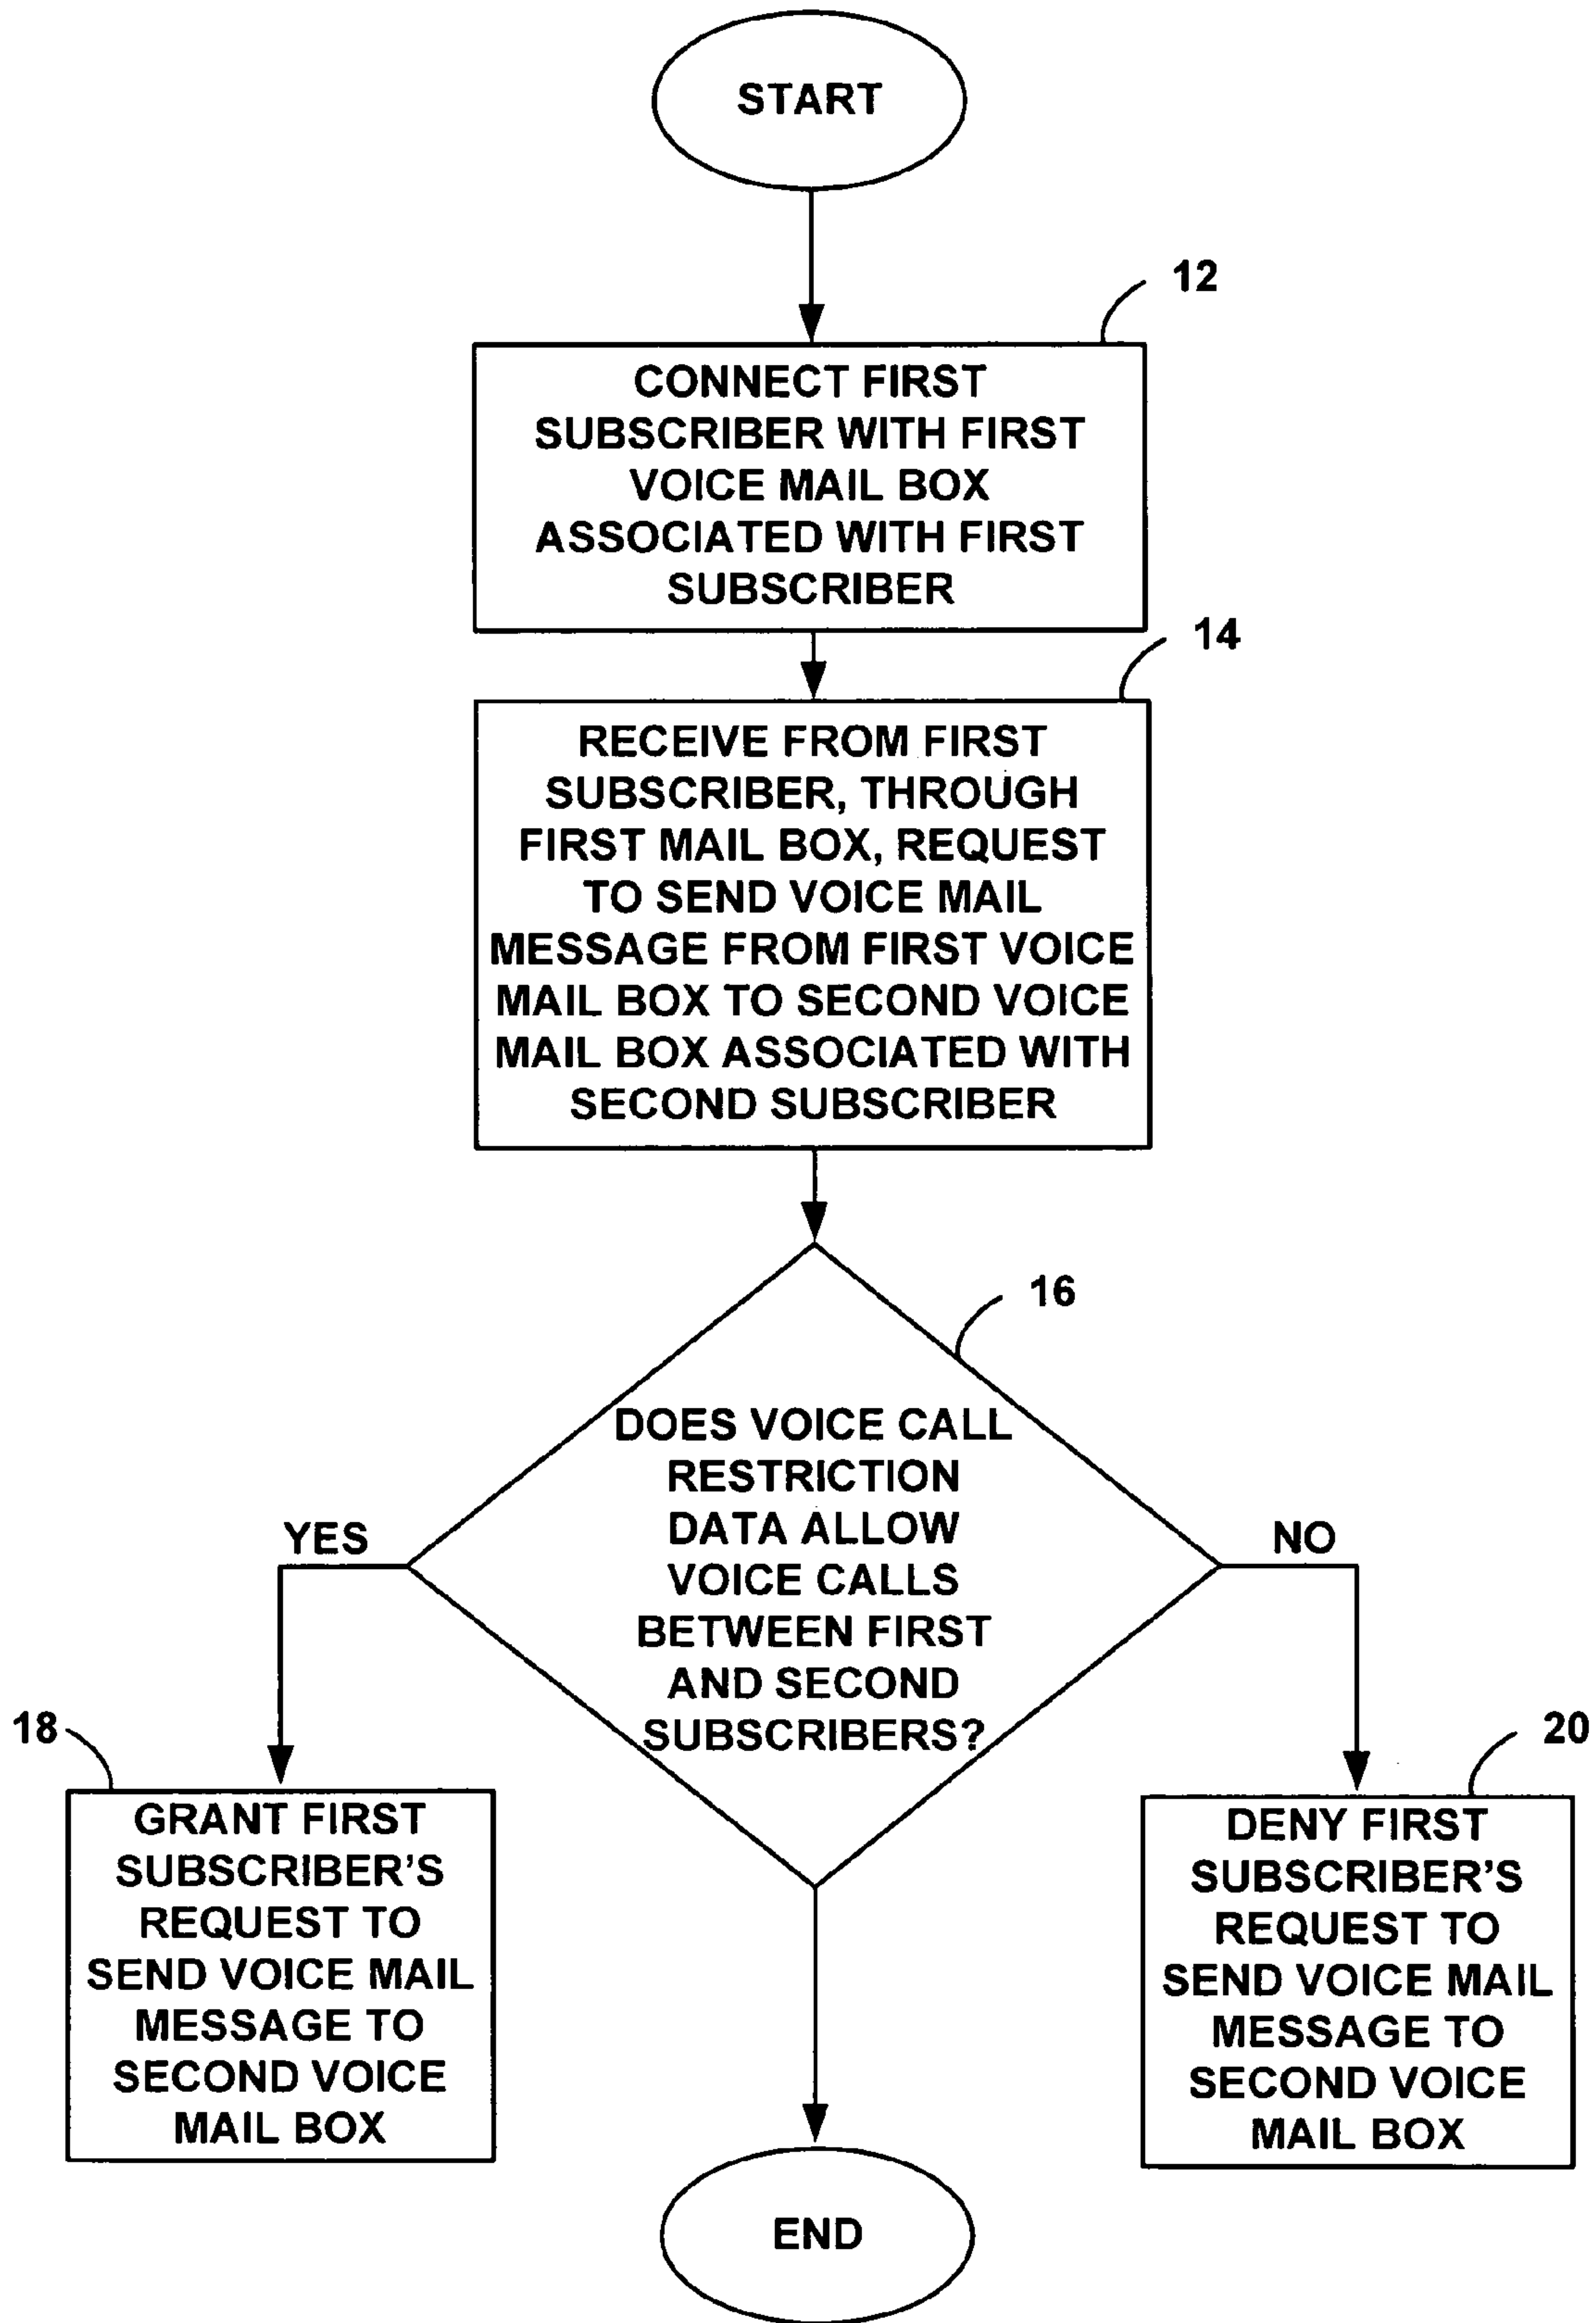 START
12
CONNECT FIRST
SUBSCRIBER WITH FIRST
VOICE MAIL BOX
ASSOCIATED WITH FIRST
SUBSCRIBER
14
RECEIVE FROM FIRST
SUBSCRIBER, THROUGH
FIRST MAIL BOX, REQUEST
TO SEND VOICE MAIL
MESSAGE FROM FIRST VOICE
MAIL BOX TO SECOND VOICE
MAIL BOX ASSOCIATED WITH
SECOND SUBSCRIBER
16
DOES VOICE CALL
RESTRICTION
DATA ALLOW
VOICE CALLS
BETWEEN FIRST
AND SECOND
SUBSCRIBERS?
YES
NO
18
GRANT FIRST
SUBSCRIBER’S
REQUEST TO
SEND VOICE MAIL
MESSAGE TO
SECOND VOICE
MAIL BOX
20
DENY FIRST
SUBSCRIBER’S
REQUEST TO
SEND VOICE MAIL
MESSAGE TO
SECOND VOICE
MAIL BOX
END